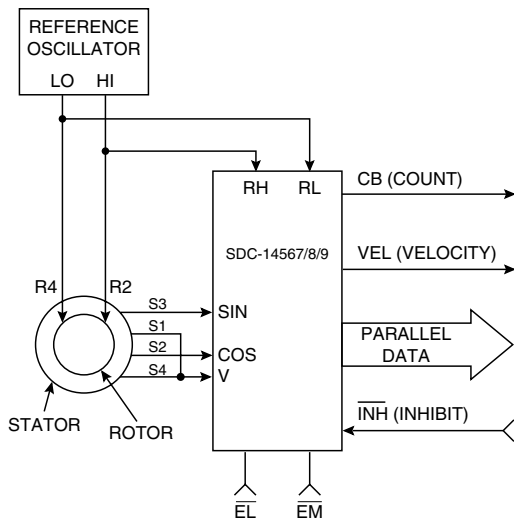 REFERENCE
OSCILLATOR
LO HI
RH RL
CB (COUNT)
SDC-14567/8/9
VEL (VELOCITY)
R4 R2
S3
SIN
S1
S2
COS
S4
V
PARALLEL
DATA
INH (INHIBIT)
STATOR
ROTOR
EL EM